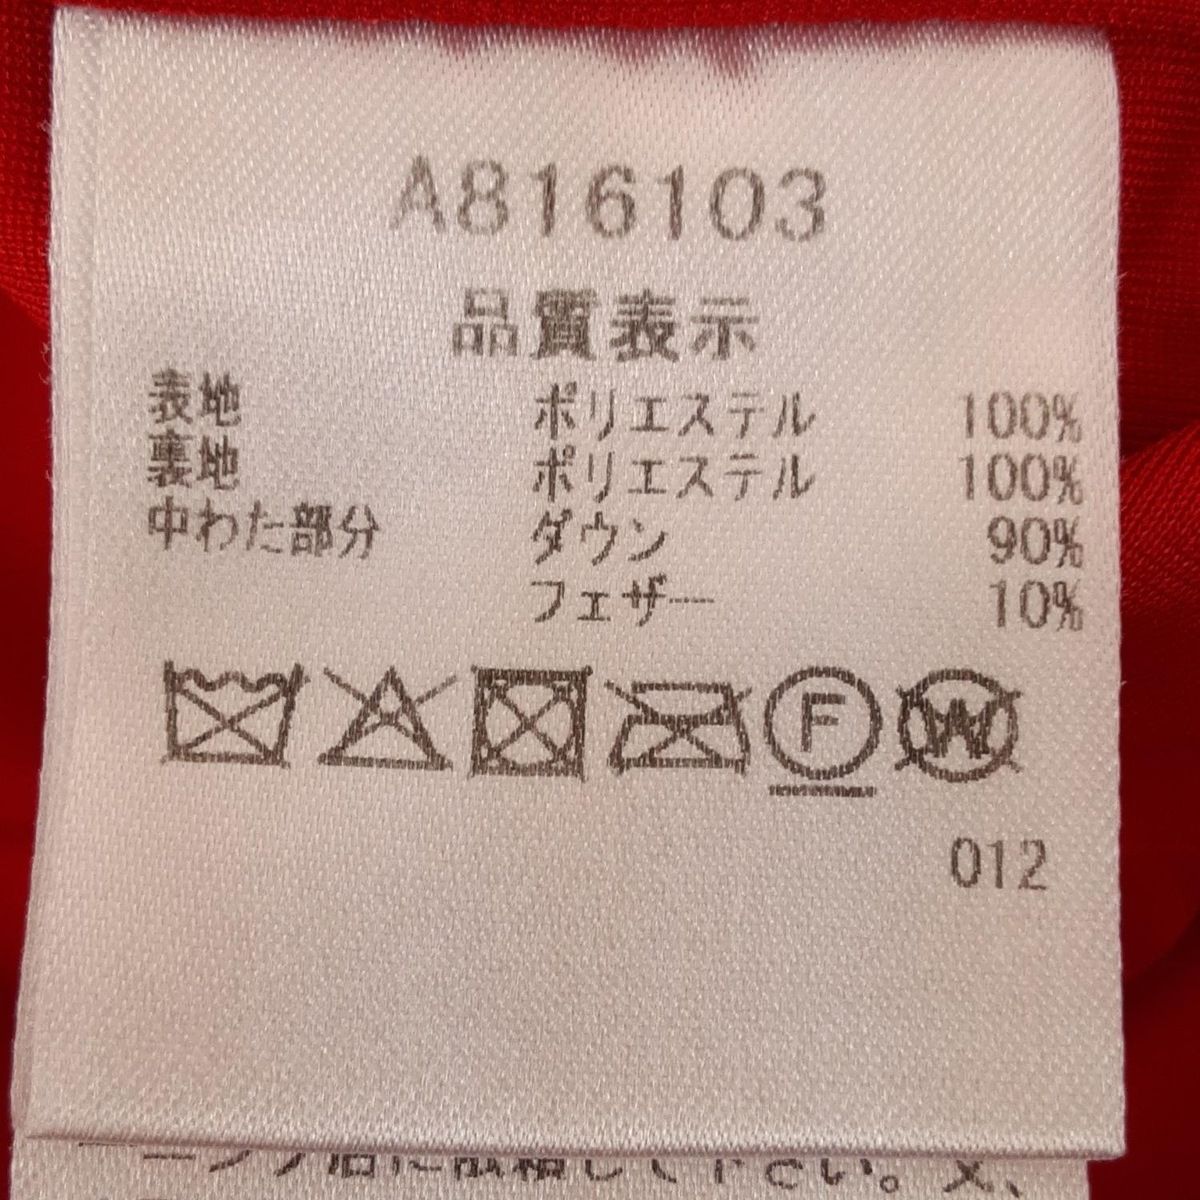 A816103
品質表示
表地 ポリエステル 100%
裏地 ポリエステル 100%
中わた部分 ダウン 90%
フェザー 10%
F
W
012